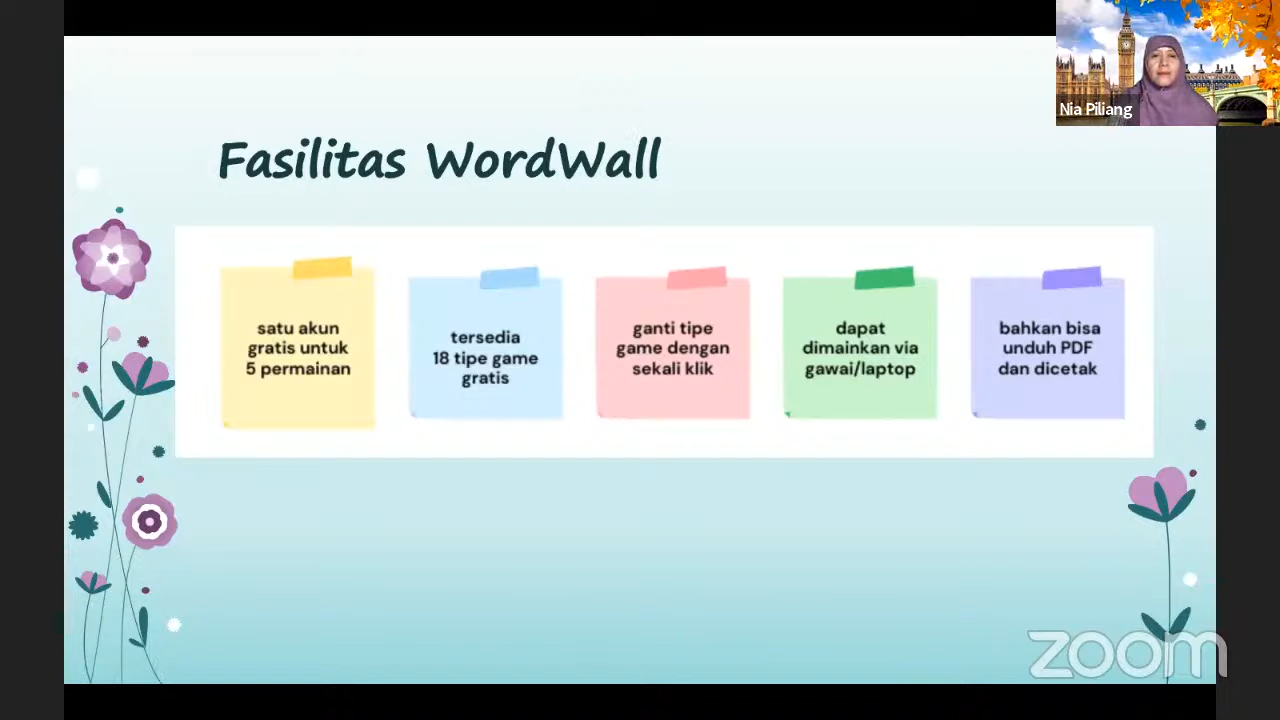 Nia Piliang
Fasilitas WordWall
satu akun
gratis untuk
5 permainan
tersedia
18 tipe game
gratis
ganti tipe
game dengan
sekali klik
dapat
dimainkan via
gawai/laptop
bahkan bisa
unduh PDF
dan dicetak
zoom